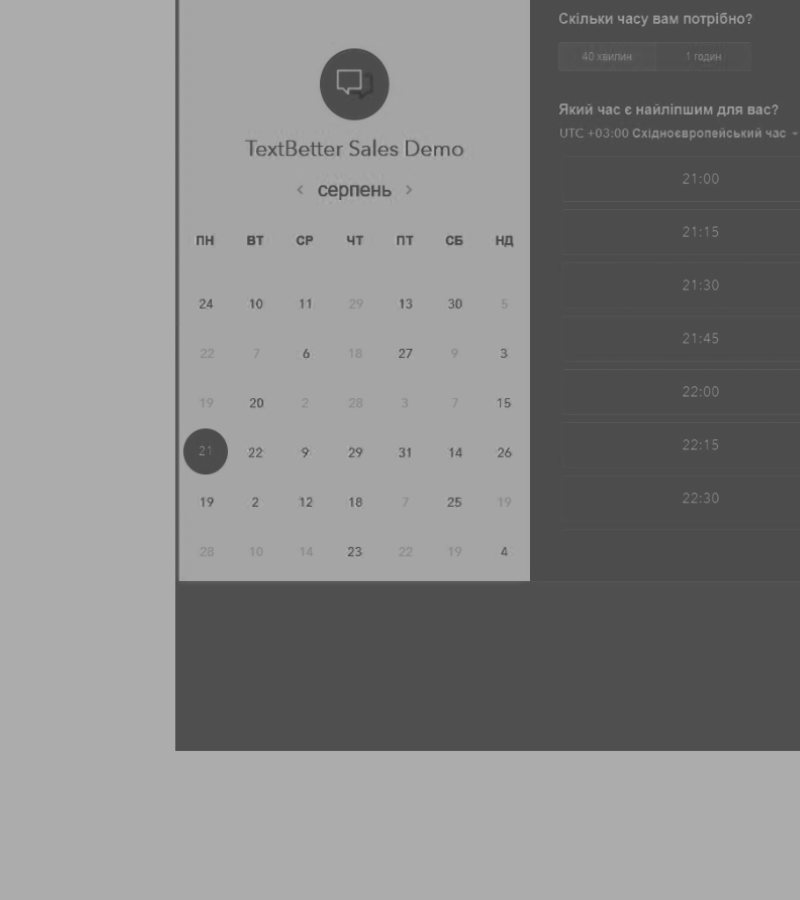 TextBetter Sales Demo
серпень
ПН ВТ СР ЧТ ПТ СБ НД
24 10 11 29 13 30 5
22 7 6 18 27 9 3
19 20 2 28 3 7 15
21 22 9 29 31 14 26
19 2 12 18 7 25 19
28 10 14 23 22 19 4
Скільки часу вам потрібно?
40 хвилин 1 годин
Який час є найліпшим для вас?
UTC +03:00 Східноєвропейський час
21:00
21:15
21:30
21:45
22:00
22:15
22:30